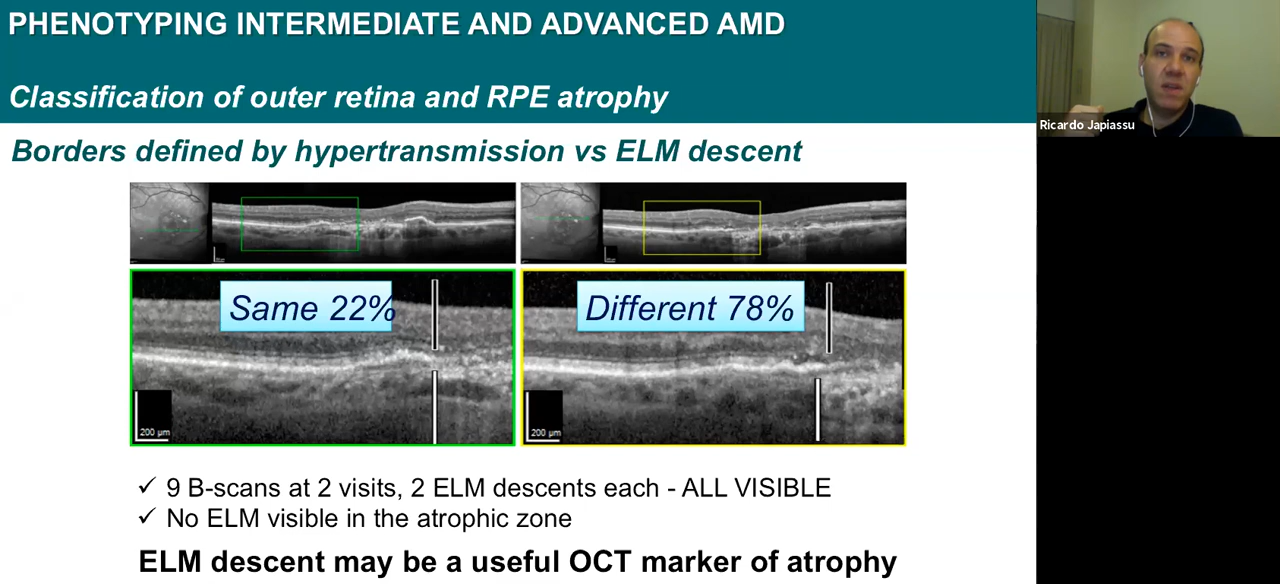 PHENOTYPING INTERMEDIATE AND ADVANCED AMD
Classification of outer retina and RPE atrophy
Ricardo Japiassu
Borders defined by hypertransmission vs ELM descent
Same 22%
Different 78%
200 µm
200 µm
✓ 9 B-scans at 2 visits, 2 ELM descents each - ALL VISIBLE
✓ No ELM visible in the atrophic zone
ELM descent may be a useful OCT marker of atrophy